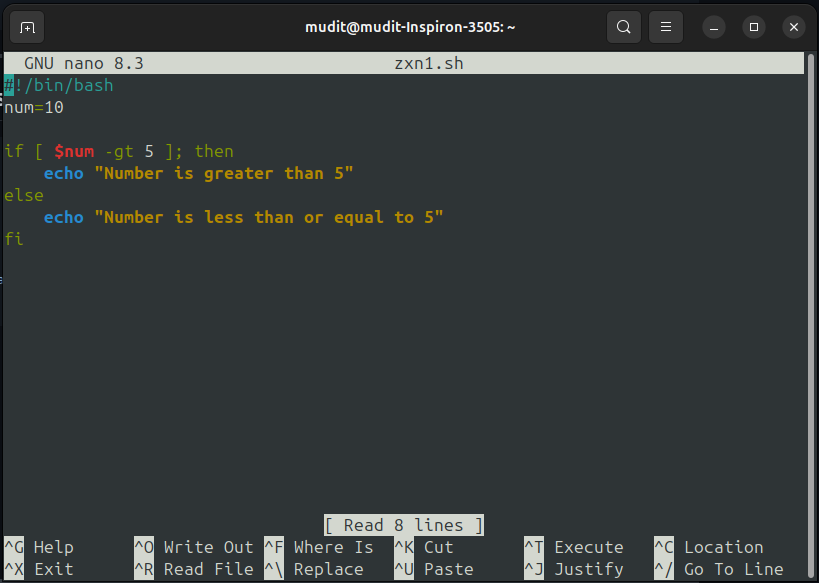 mudit@mudit-Inspiron-3505: ~
GNU nano 8.3 zxn1.sh
#!/bin/bash
num=10

if [ $num -gt 5 ]; then
    echo "Number is greater than 5"
else
    echo "Number is less than or equal to 5"
fi

[ Read 8 lines ]
^G Help ^O Write Out ^F Where Is ^K Cut ^T Execute ^C Location
^X Exit ^R Read File ^\ Replace ^U Paste ^J Justify ^/ Go To Line